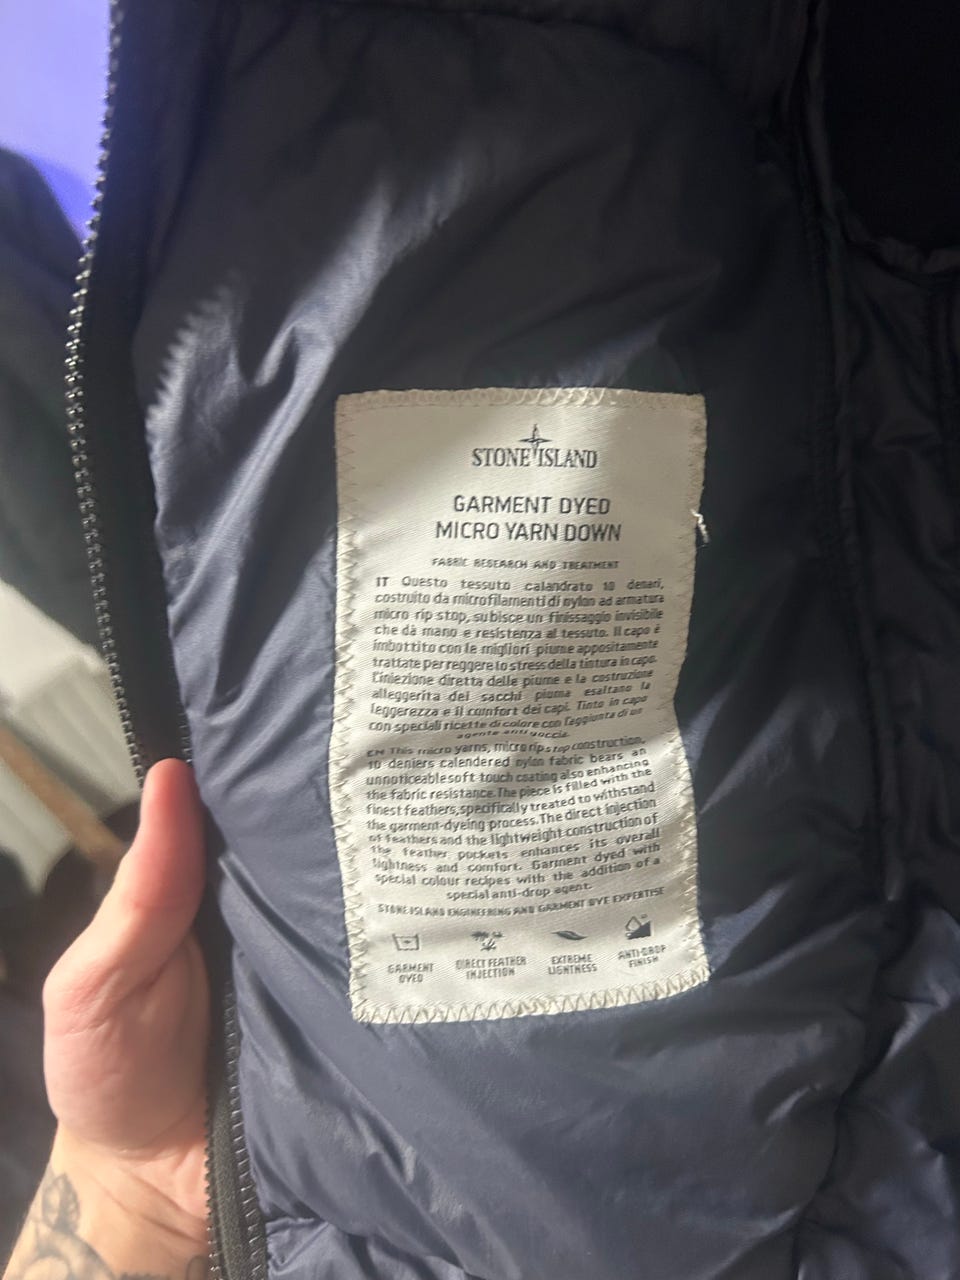 STONE ISLAND
GARMENT DYED
MICRO YARN DOWN
FABRIC RESEARCH AND TREATMENT
IT Questo tessuto calandrato 10 denari,
costruito da microfilamenti di nylon ad armatura
micro rip stop, subisce un finissaggio invisibile
che dà mano e resistenza al tessuto. Il capo è
imbottito con le migliori piume appositamente
trattate per reggere lo stress della tintura in capo.
L'iniezione diretta delle piume e la costruzione
alleggerita dei sacchi piuma esaltano la
leggerezza e il comfort dei capi. Tinto in capo
con speciali ricette di colore con l'aggiunta di un
agente anti goccia.
EN This micro yarns, micro rip stop construction,
10 deniers calendered nylon fabric bears an
unnoticeable soft touch coating also enhancing
the fabric resistance. The piece is filled with the
finest feathers, specifically treated to withstand
the garment-dyeing process. The direct injection
of feathers and the lightweight construction of
the feather pockets enhances its overall
lightness and comfort. Garment dyed with
special colour recipes with the addition of a
special anti-drop agent.
STONE ISLAND ENGINEERING AND GARMENT DYE EXPERTISE
GARMENT DYED
DIRECT FEATHER INJECTION
EXTREME LIGHTNESS
ANTI-DROP FINISH